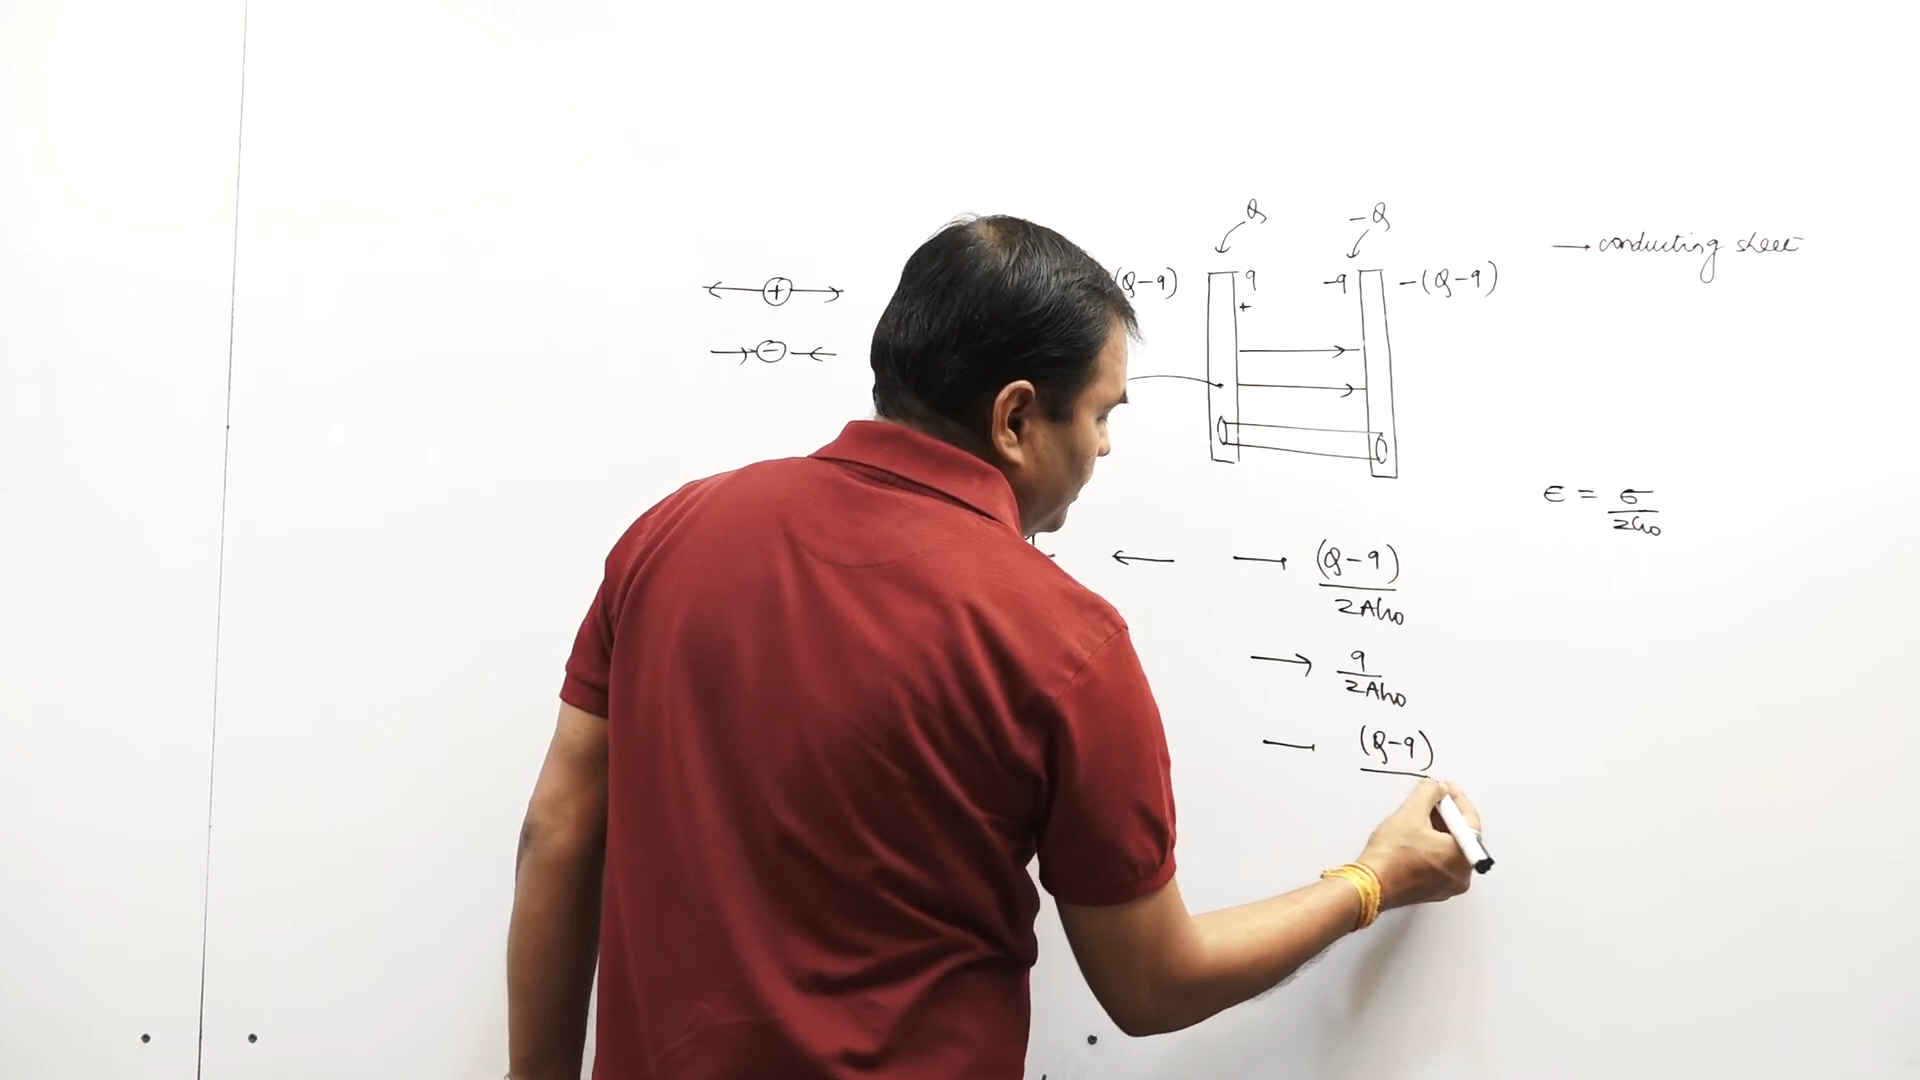 Q -Q
→ conducting sheet
(Q-q) q -q -(Q-q)
+
+
-
E = σ/2ε₀
(Q-q)/2Aε₀
→ q/2Aε₀
(Q-q)